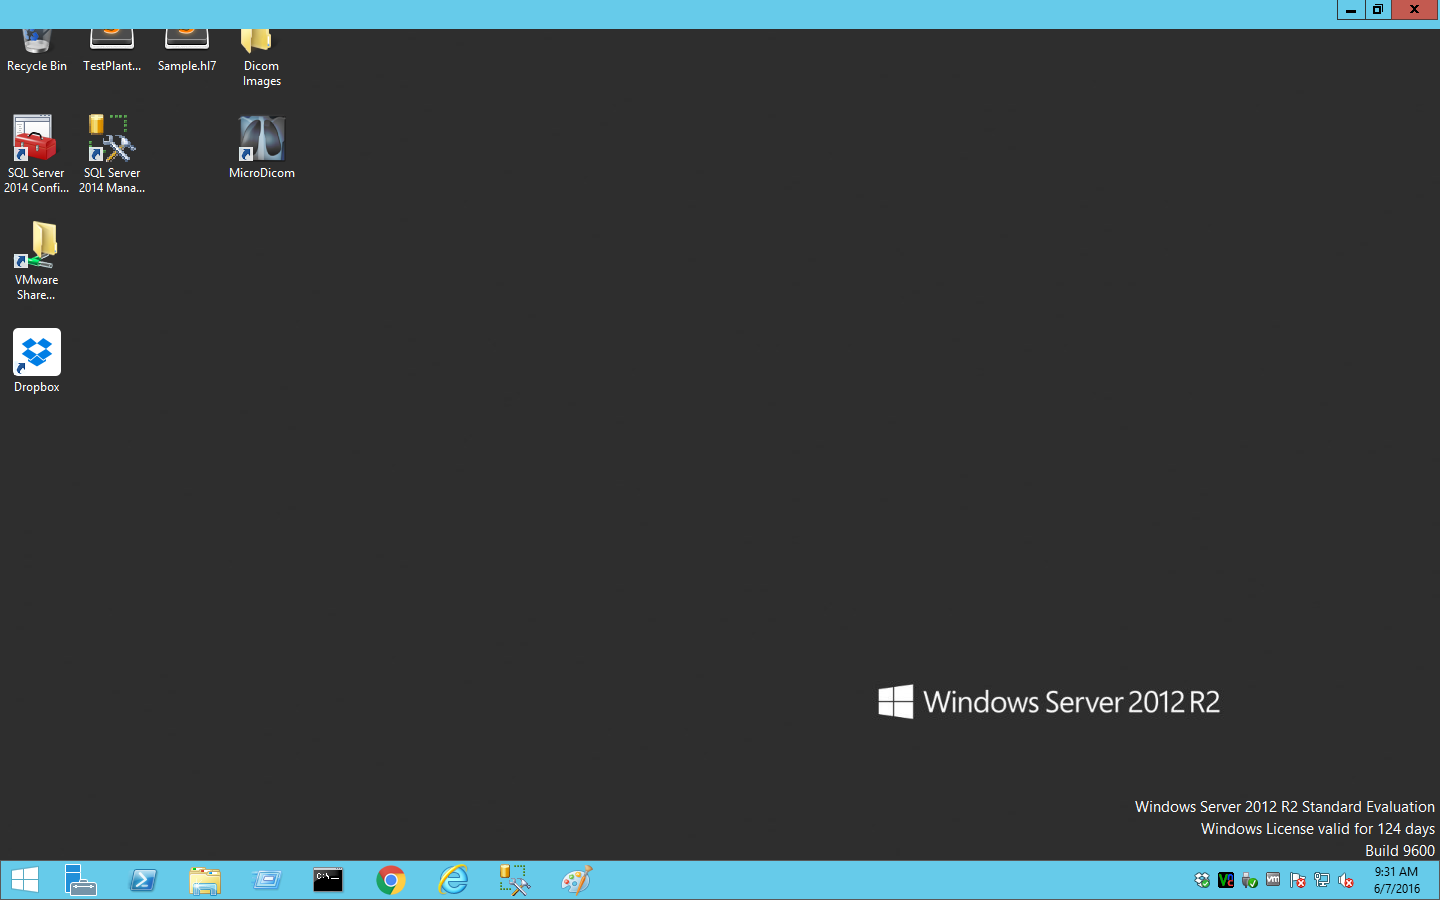 Recycle Bin
TestPlant...
Sample.hl7
Dicom
Images
SQL Server
2014 Confi...
SQL Server
2014 Mana...
MicroDicom
VMware
Share...
Dropbox
Windows Server 2012 R2
Windows Server 2012 R2 Standard Evaluation
Windows License valid for 124 days
Build 9600
C:\
V2
vm
9:31 AM
6/7/2016